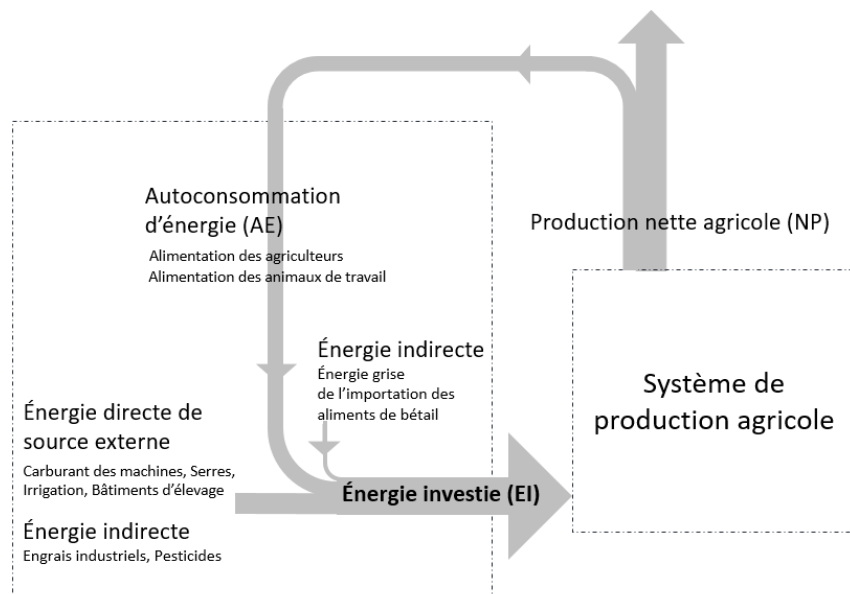 Autoconsommation
d'énergie (AE)
Alimentation des agriculteurs
Alimentation des animaux de travail
Production nette agricole (NP)
Énergie indirecte
Énergie grise
de l'importation des
aliments de bétail
Système de
production agricole
Énergie directe de
source externe
Carburant des machines, Serres,
Irrigation, Bâtiments d'élevage
Énergie investie (EI)
Énergie indirecte
Engrais industriels, Pesticides